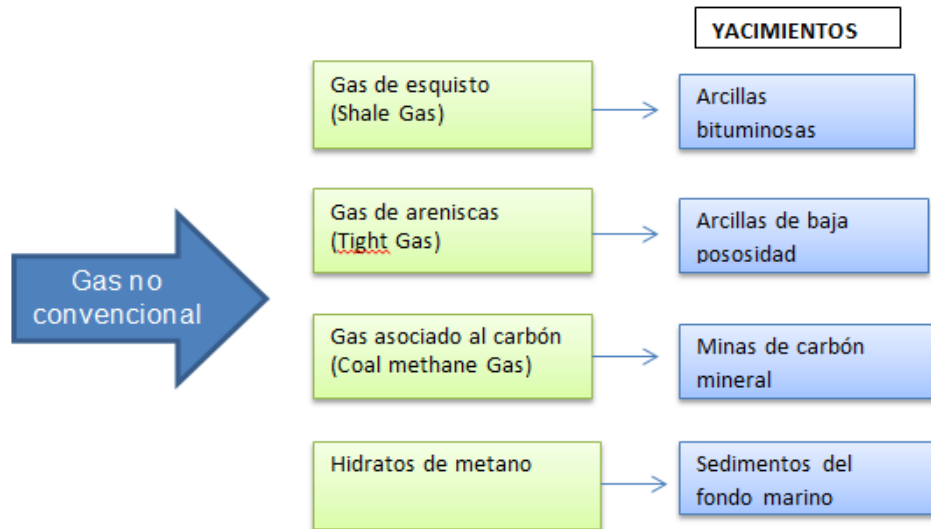 YACIMIENTOS
Gas de esquisto
(Shale Gas)
Arcillas
bituminosas
Gas de areniscas
(Tight Gas)
Arcillas de baja
pososidad
Gas no
convencional
Gas asociado al carbón
(Coal methane Gas)
Minas de carbón
mineral
Hidratos de metano
Sedimentos del
fondo marino